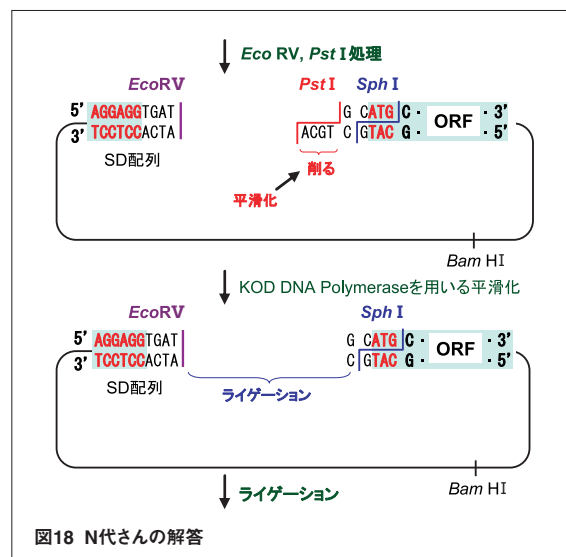 Eco RV, Pst I 処理
EcoRV Pst I Sph I
5' AGGAGGTGAT G CATG C・ ORF ・3'
3' TCCTCCACTA ACGT C GTAC G・ ・5'
SD配列 削る
平滑化
Bam HI
KOD DNA Polymeraseを用いる平滑化
EcoRV Sph I
5' AGGAGGTGAT G CATG C・ ORF ・3'
3' TCCTCCACTA C GTAC G・ ・5'
SD配列 ライゲーション
Bam HI
ライゲーション
図18 N代さんの解答